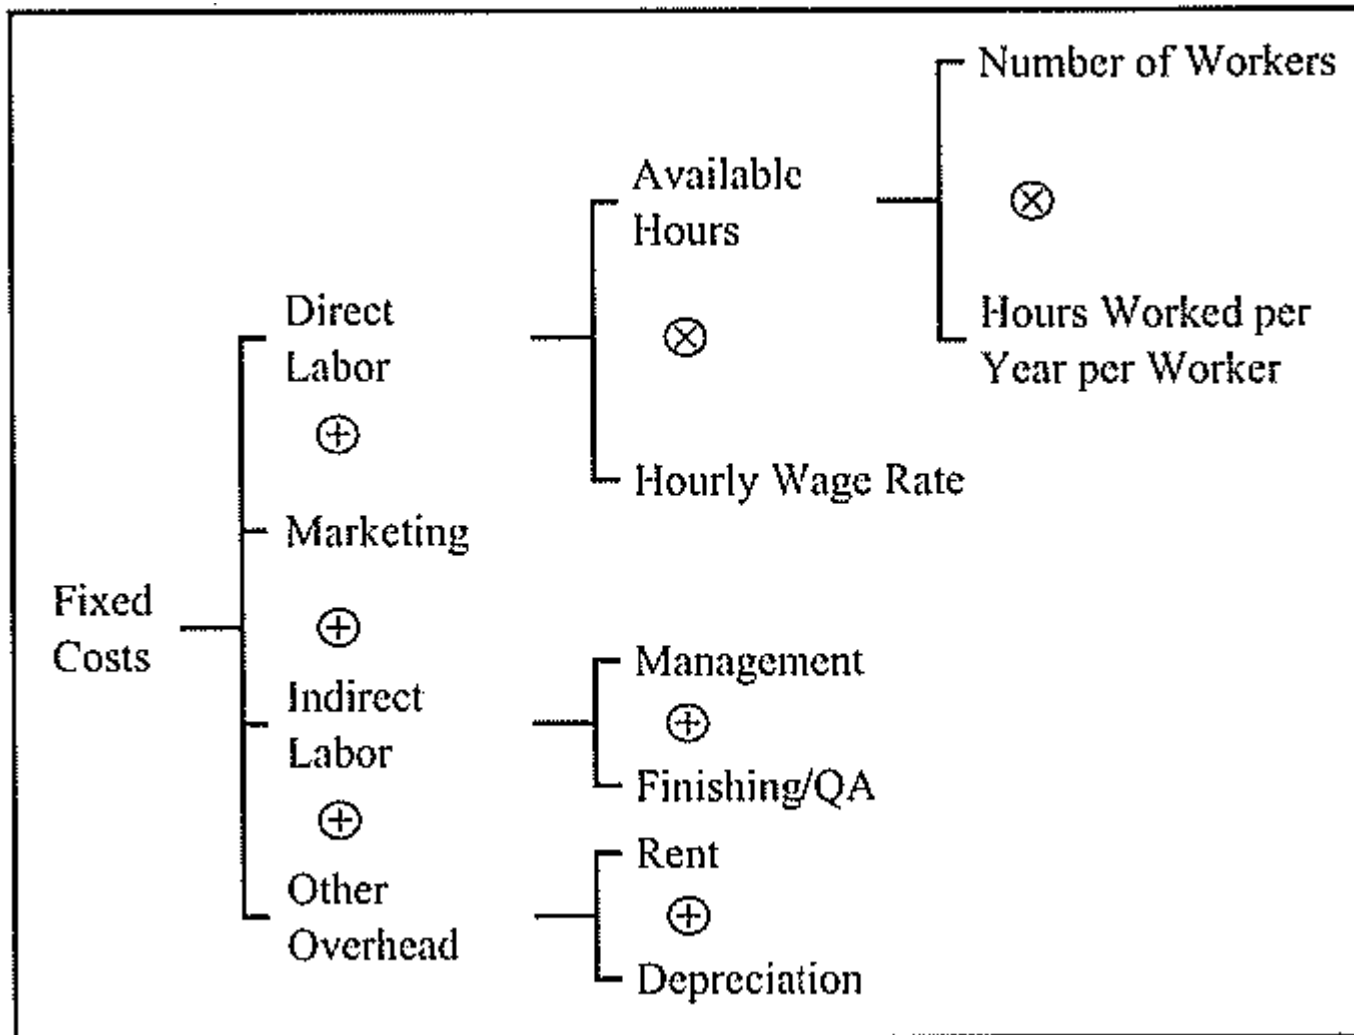 Number of Workers
Available
Hours
Direct
Labor
Hours Worked per
Year per Worker
Hourly Wage Rate
Marketing
Fixed
Costs
Management
Indirect
Labor
Finishing/QA
Rent
Other
Overhead
Depreciation